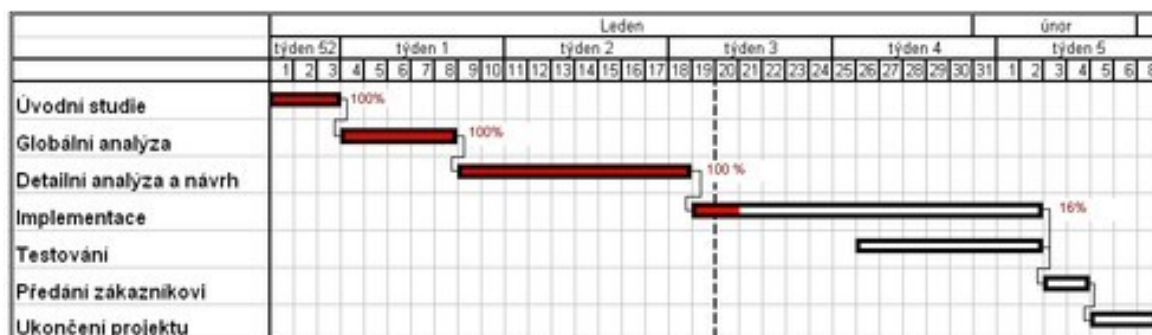 Leden únor
týden 52 týden 1 týden 2 týden 3 týden 4 týden 5
1 2 3 4 5 6 7 8 9 10 11 12 13 14 15 16 17 18 19 20 21 22 23 24 25 26 27 28 29 30 31 1 2 3 4 5 6
Úvodní studie 100%
Globální analýza 100%
Detailní analýza a návrh 100 %
Implementace 16%
Testování
Předání zákazníkovi
Ukončení projektu